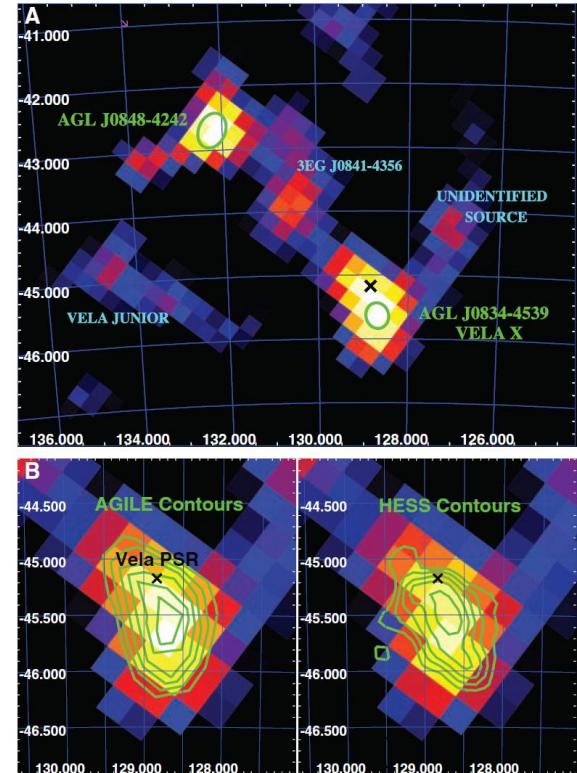 A
-41.000
-42.000
AGL J0848-4242
-43.000
3EG J0841-4356
UNIDENTIFIED
SOURCE
-44.000
-45.000
AGL J0834-4539
VELA X
VELA JUNIOR
-46.000
136.000 134.000 132.000 130.000 128.000 126.000
B
AGILE Contours
HESS Contours
-44.500
-44.500
Vela PSR
-45.000
-45.000
-45.500
-45.500
-46.000
-46.000
-46.500
-46.500
130.000 129.000 128.000
130.000 129.000 128.000